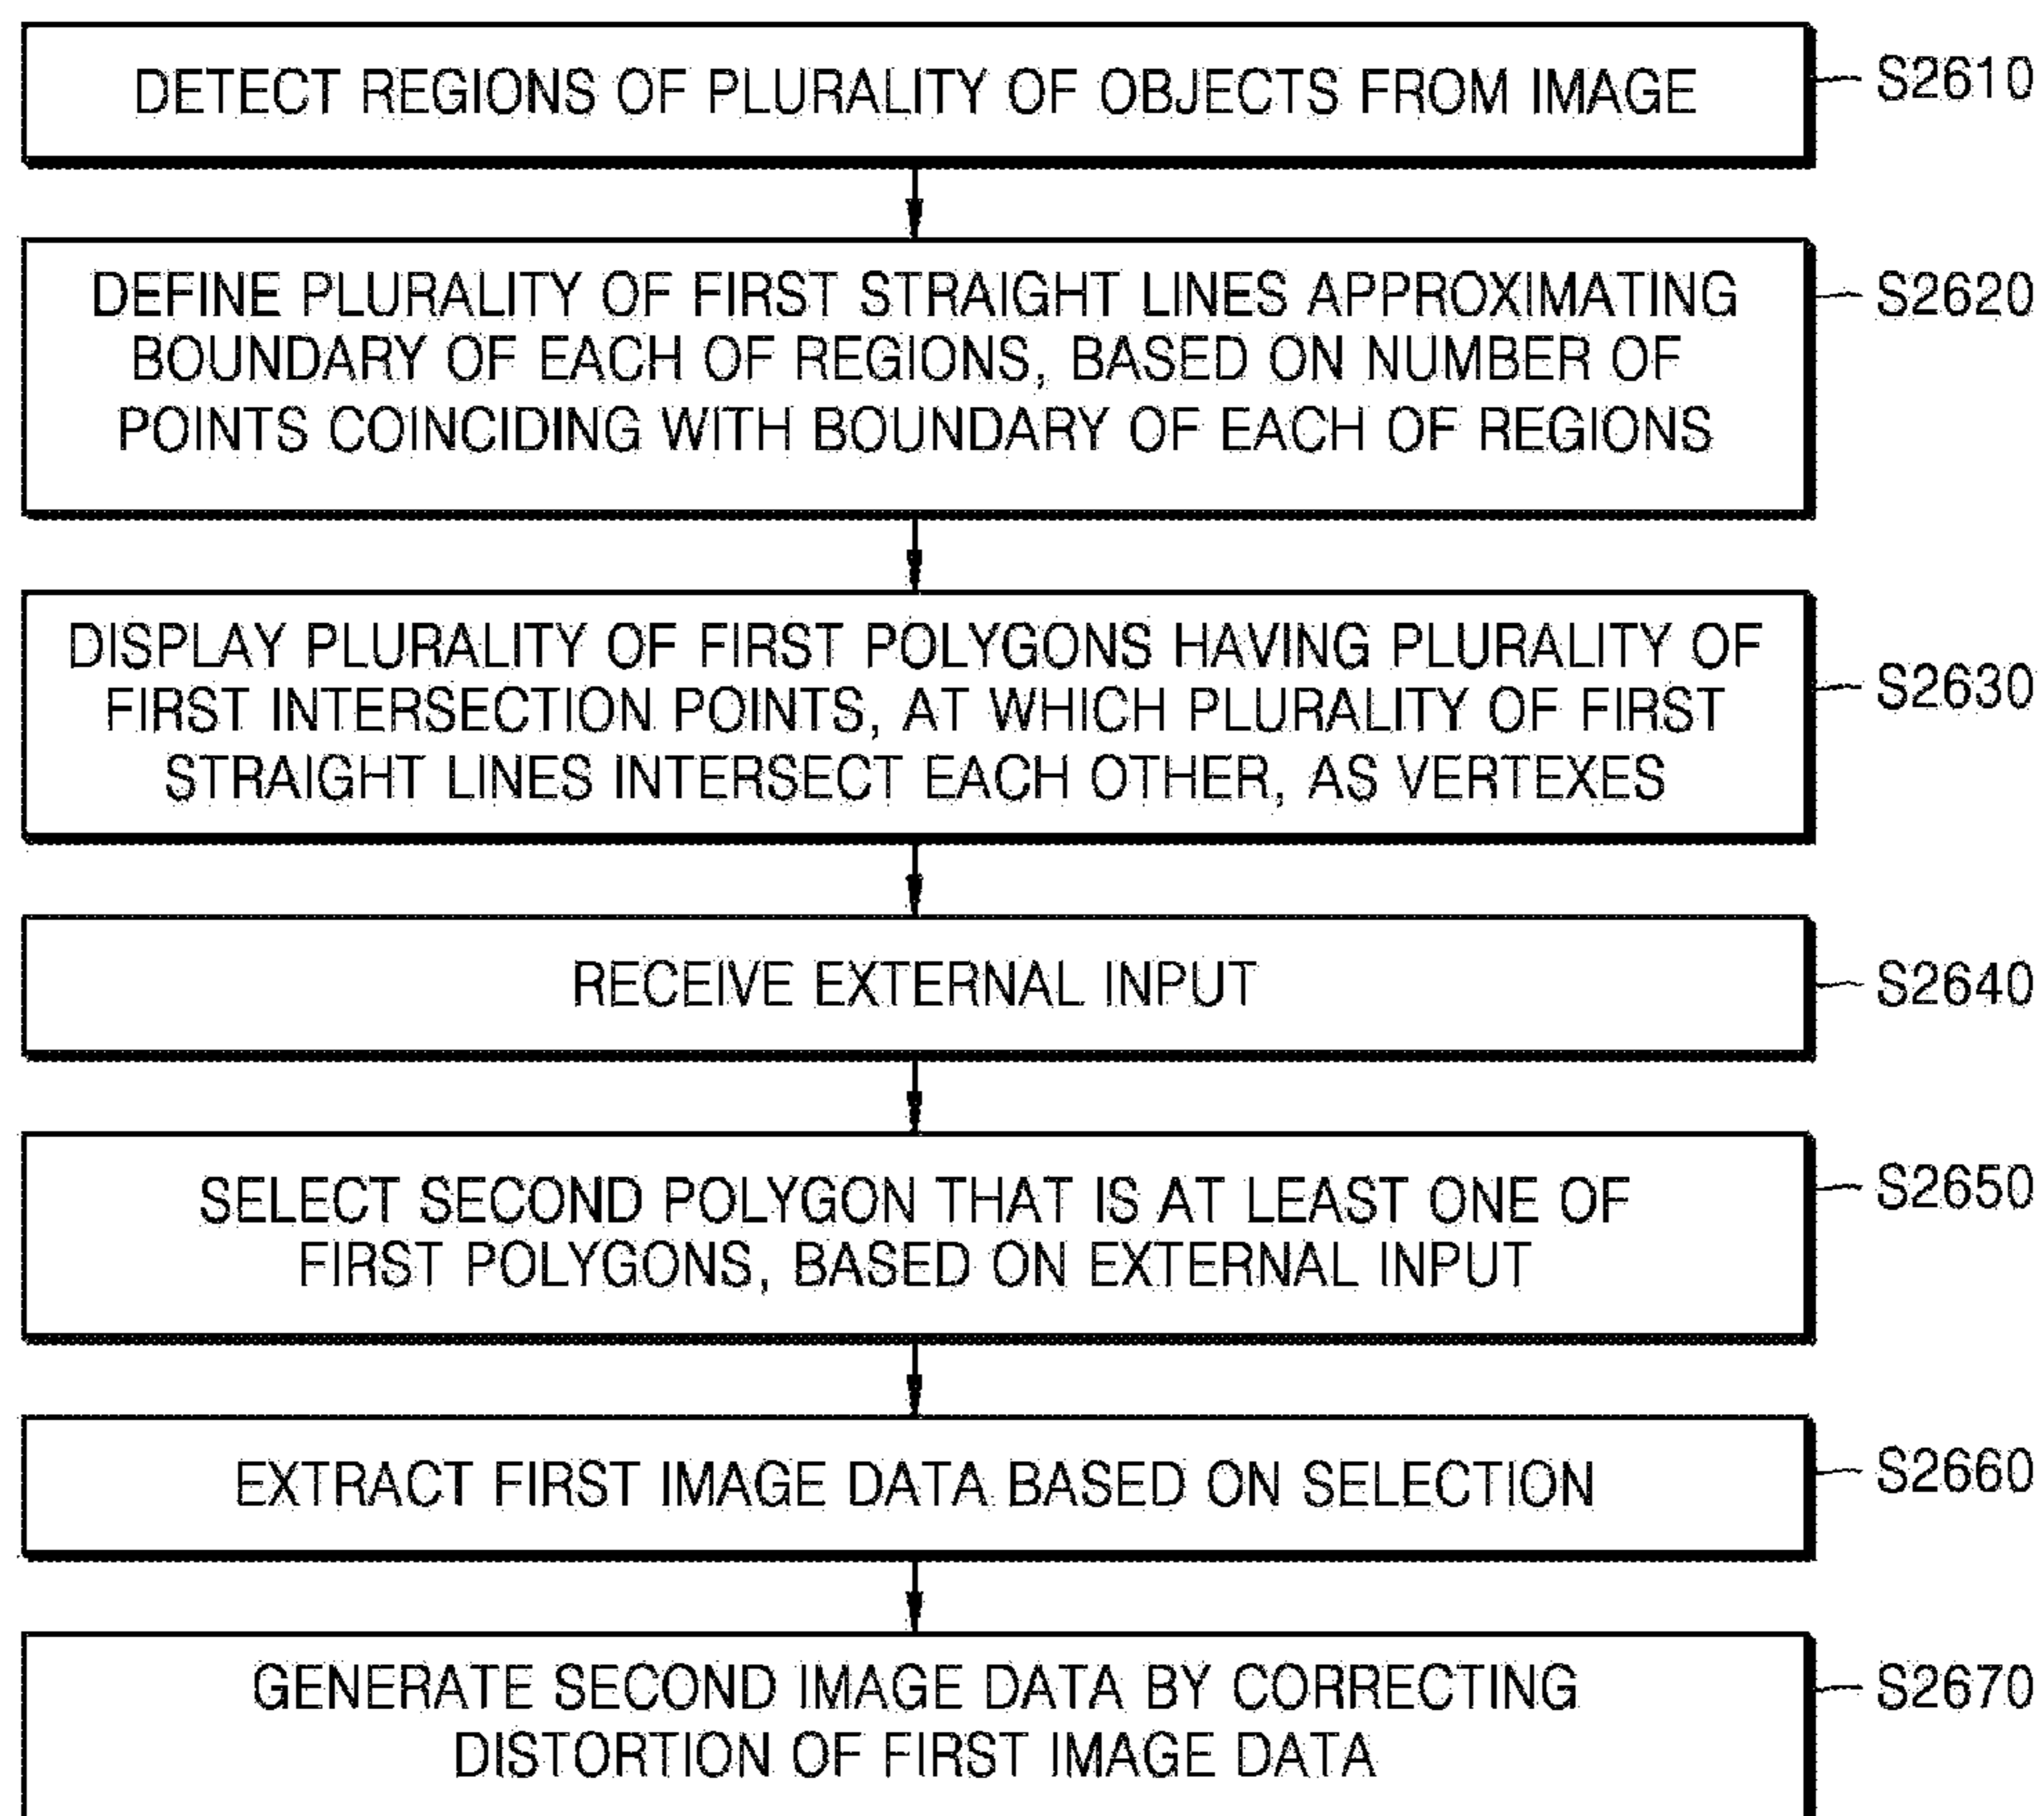 DETECT REGIONS OF PLURALITY OF OBJECTS FROM IMAGE
S2610
DEFINE PLURALITY OF FIRST STRAIGHT LINES APPROXIMATING
BOUNDARY OF EACH OF REGIONS, BASED ON NUMBER OF
POINTS COINCIDING WITH BOUNDARY OF EACH OF REGIONS
S2620
DISPLAY PLURALITY OF FIRST POLYGONS HAVING PLURALITY OF
FIRST INTERSECTION POINTS, AT WHICH PLURALITY OF FIRST
STRAIGHT LINES INTERSECT EACH OTHER, AS VERTEXES
S2630
RECEIVE EXTERNAL INPUT
S2640
SELECT SECOND POLYGON THAT IS AT LEAST ONE OF
FIRST POLYGONS, BASED ON EXTERNAL INPUT
S2650
EXTRACT FIRST IMAGE DATA BASED ON SELECTION
S2660
GENERATE SECOND IMAGE DATA BY CORRECTING
DISTORTION OF FIRST IMAGE DATA
S2670